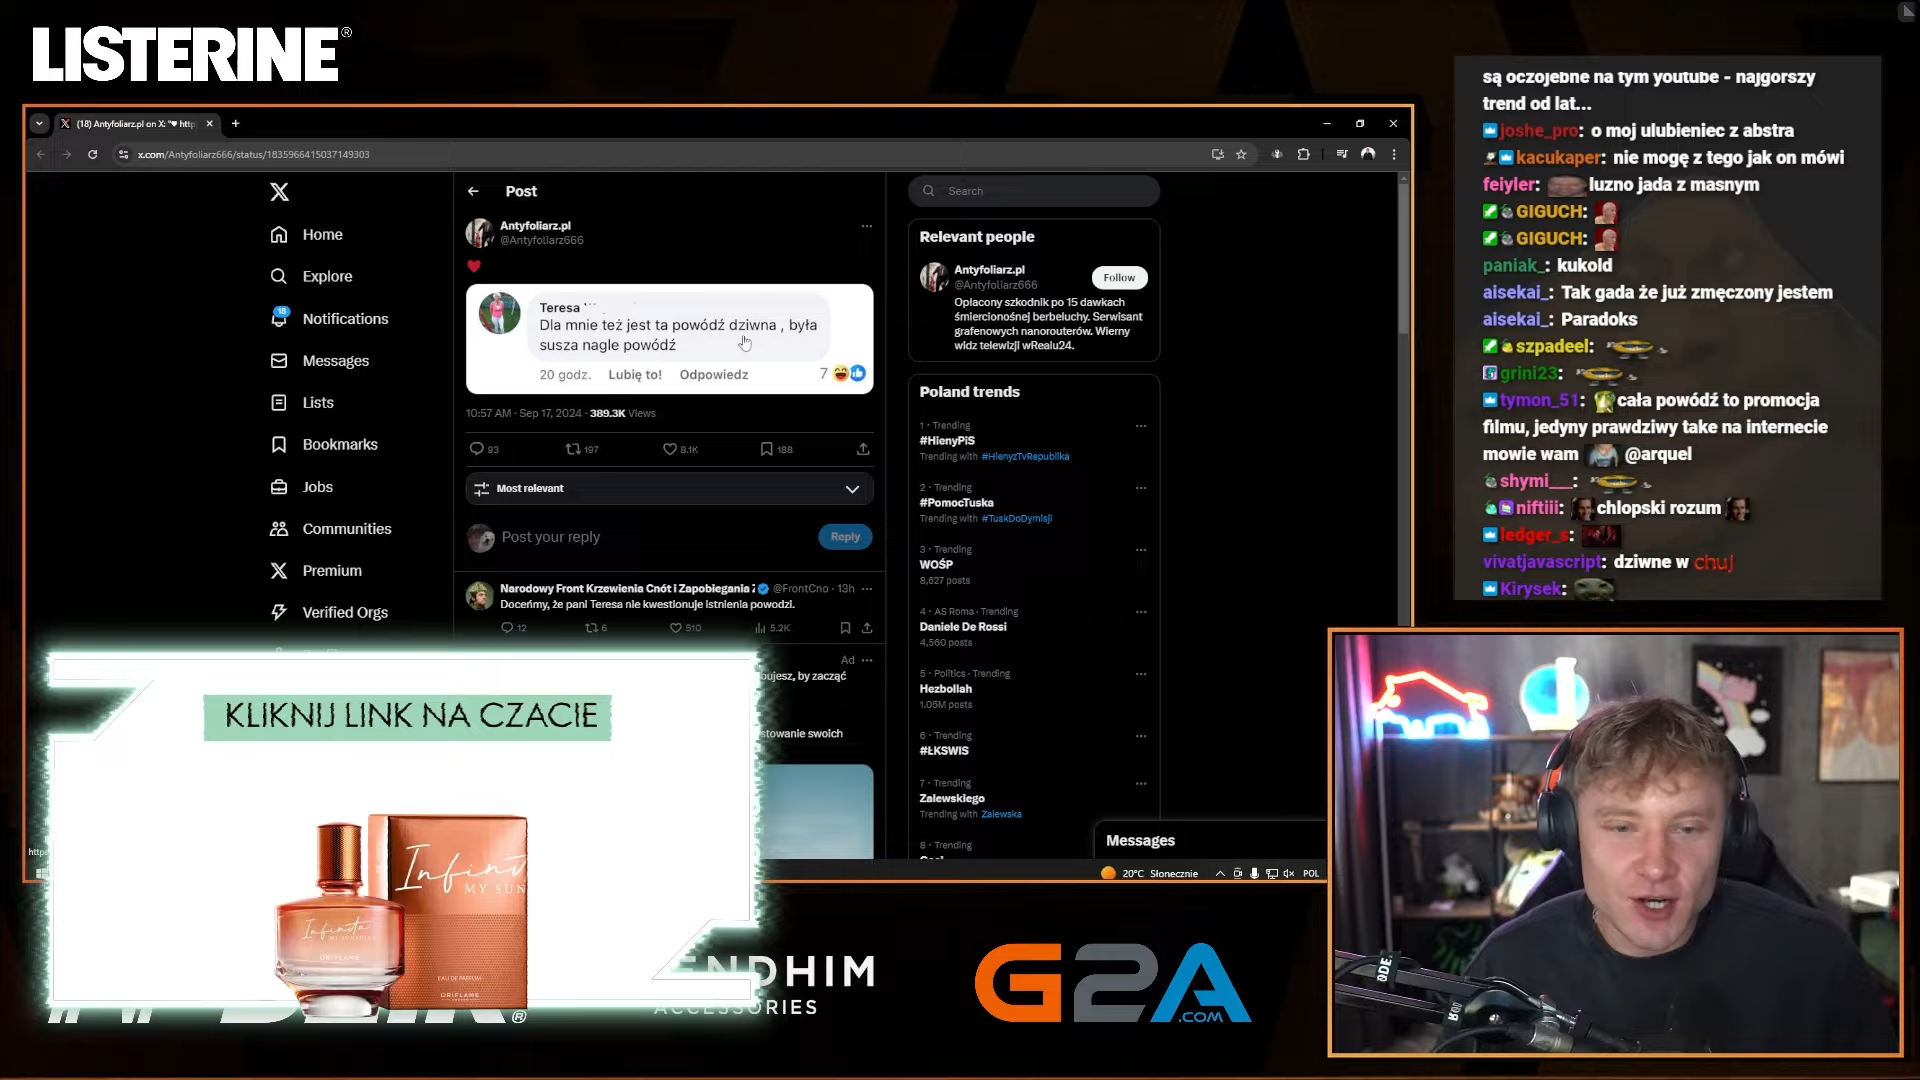 LISTERINE®
(18) Antyfoliarz.pl on X: "♥ http
x.com/Antyfoliarz666/status/1835966415037149303
Home
Explore
18
Notifications
Messages
Lists
Bookmarks
Jobs
Communities
Premium
Verified Orgs
Post
Antyfoliarz.pl
@Antyfoliarz666
Teresa
Dla mnie też jest ta powódź dziwna , była
susza nagle powódź
20 godz. Lubię to! Odpowiedz 7
10:57 AM · Sep 17, 2024 · 389.3K Views
93 197 8.1K 188
Most relevant
Post your reply
Reply
Narodowy Front Krzewienia Cnót i Zapobiegania @FrontCno · 13h
Doceńmy, że pani Teresa nie kwestionuje istnienia powodzi.
12 6 510 5.2K
Ad
bujesz, by zacząć
stowanie swoich
Search
Relevant people
Antyfoliarz.pl
@Antyfoliarz666
Follow
Opłacony szkodnik po 15 dawkach
śmiercionośnej berbeluchy. Serwisant
grafenowych nanorouterów. Wierny
widz telewizji wRealu24.
Poland trends
1 · Trending
#HienyPiS
Trending with #HienyzTvRepublika
2 · Trending
#PomocTuska
Trending with #TuskDoDymisji
3 · Trending
WOŚP
8,627 posts
4 · AS Roma · Trending
Daniele De Rossi
4,560 posts
5 · Politics · Trending
Hezbollah
1.05M posts
6 · Trending
#ŁKSWIS
7 · Trending
Zalewskiego
Trending with Zalewska
8 · Trending
Messages
20°C Słonecznie
POL
są oczojebne na tym youtube - najgorszy
trend od lat...
joshe_pro: o moj ulubieniec z abstra
kacukaper: nie mogę z tego jak on mówi
feiyler: luzno jada z masnym
GIGUCH:
GIGUCH:
paniak_: kukold
aisekai_: Tak gada że już zmęczony jestem
aisekai_: Paradoks
szpadeel:
grini23:
tymon_51: cała powódź to promocja
filmu, jedyny prawdziwy take na internecie
mowie wam @arquel
shymi___:
niftiii: chlopski rozum
ledger_s:
vivatjavascript: dziwne w chuj
Kirysek:
KLIKNIJ LINK NA CZACIE
Infinit
MY SUN
EAU DE PARFUM
ORIFLAME
Infinita
MY SUNSHINE
ORIFLAME
ENDHIM
ACCESSORIES
G2A
.COM